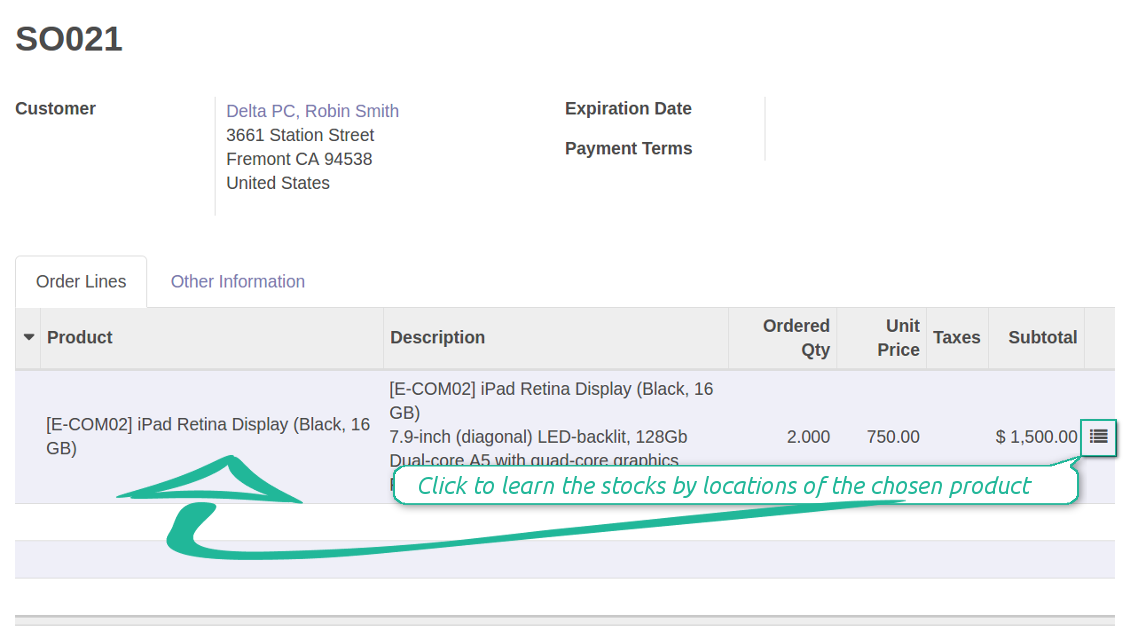 SO021
Customer
Delta PC, Robin Smith
3661 Station Street
Fremont CA 94538
United States
Expiration Date
Payment Terms
Order Lines
Other Information
Product
Description
Ordered
Qty
Unit
Price
Taxes
Subtotal
[E-COM02] iPad Retina Display (Black, 16
GB)
[E-COM02] iPad Retina Display (Black, 16
GB)
7.9-inch (diagonal) LED-backlit, 128Gb
Dual-core A5 with quad-core graphics
2.000
750.00
$ 1,500.00
Click to learn the stocks by locations of the chosen product